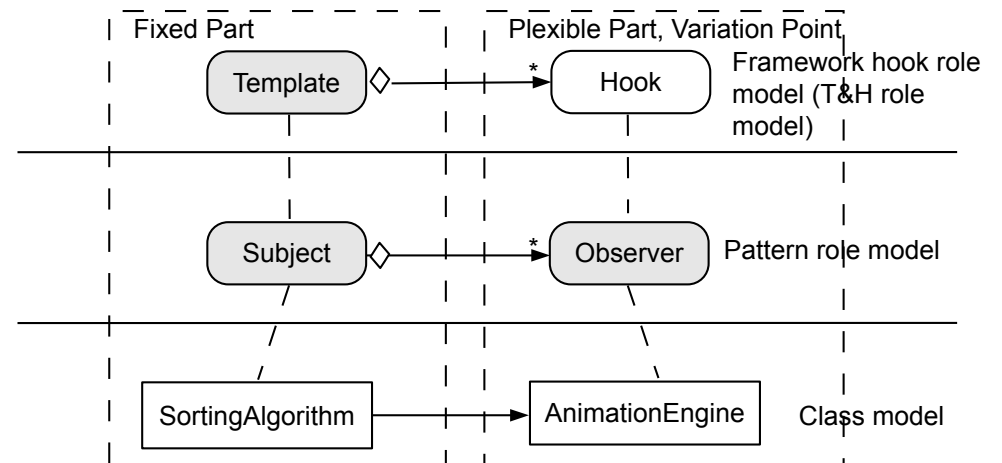 Fixed Part
Plexible Part, Variation Point
Template
*
Hook
Framework hook role
model (T&H role
model)
Subject
*
Observer
Pattern role model
SortingAlgorithm
AnimationEngine
Class model